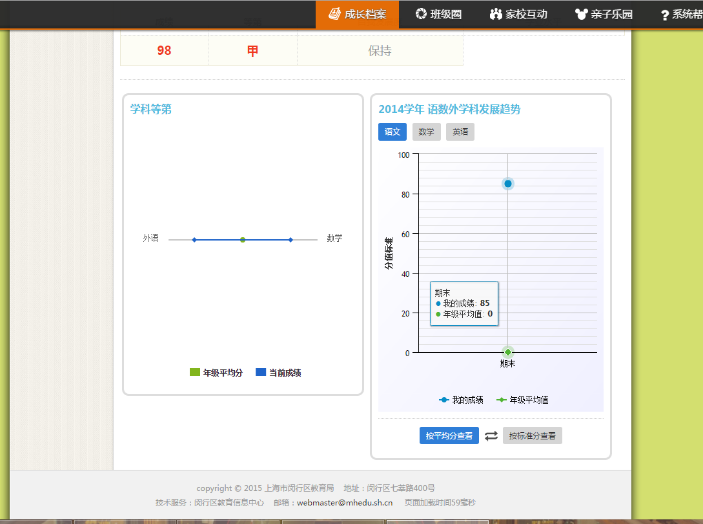 成长档案 班级圈 家校互动 亲子乐园 系统帮
98 甲 保持
学科等第
外语 数学
年级平均分 当前成绩
2014学年 语数外学科发展趋势
语文 数学 英语
分值标准
100
80
60
40
20
0
期末
我的成绩: 85
年级平均值: 0
期末
我的成绩 年级平均值
按平均分查看 按标准分查看
copyright © 2015 上海市闵行区教育局 地址：闵行区七莘路400号
技术服务：闵行区教育信息中心 邮箱：webmaster@mhedu.sh.cn 页面加载时间59毫秒